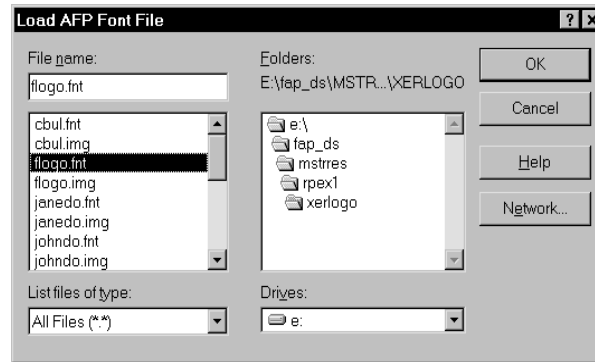 Load AFP Font File
File name:
flogo.fnt
cbul.fnt
cbul.img
flogo.fnt
flogo.img
janedo.fnt
janedo.img
johndo.fnt
johndo.img
List files of type:
All Files (*.*)
Folders:
E:\fap_ds\MSTR...\XERLOGO
e:\
fap_ds
mstrres
rpex1
xerlogo
Drives:
e:
OK
Cancel
Help
Network...